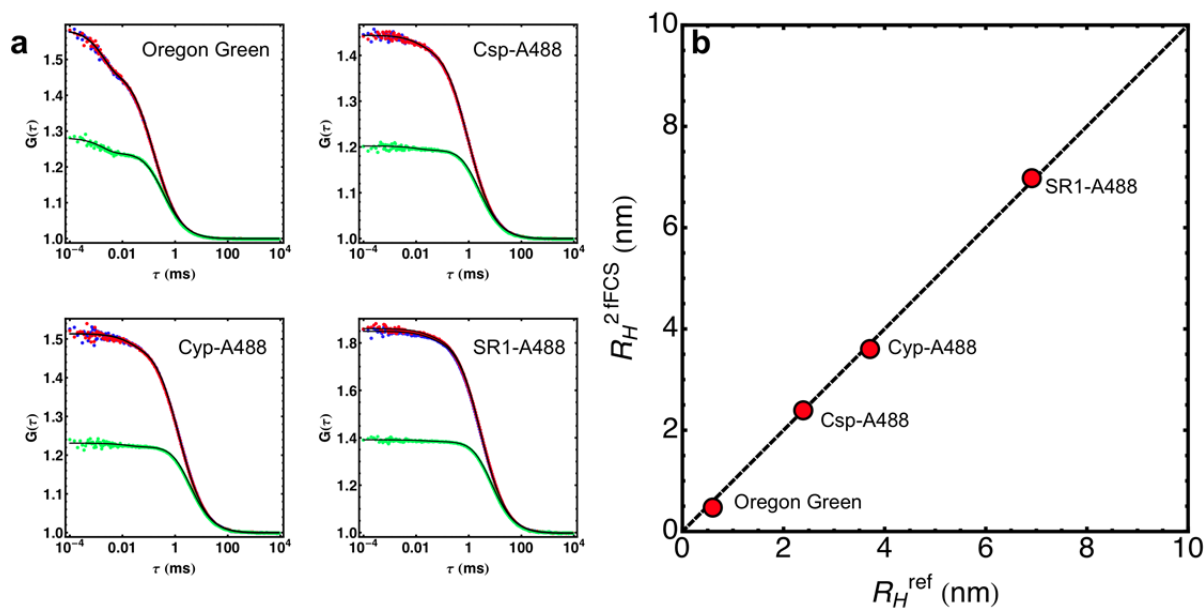 a
Oregon Green
G(τ)
1.5
1.4
1.3
1.2
1.1
1.0
10⁻⁴ 0.01 1 100 10⁴
τ (ms)
Csp-A488
G(τ)
1.4
1.3
1.2
1.1
1.0
10⁻⁴ 0.01 1 100 10⁴
τ (ms)
Cyp-A488
G(τ)
1.5
1.4
1.3
1.2
1.1
1.0
10⁻⁴ 0.01 1 100 10⁴
τ (ms)
SR1-A488
G(τ)
1.8
1.6
1.4
1.2
1.0
10⁻⁴ 0.01 1 100 10⁴
τ (ms)
b
R_H^2fFCS (nm)
10
8
6
4
2
0
SR1-A488
Cyp-A488
Csp-A488
Oregon Green
0 2 4 6 8 10
R_H^ref (nm)